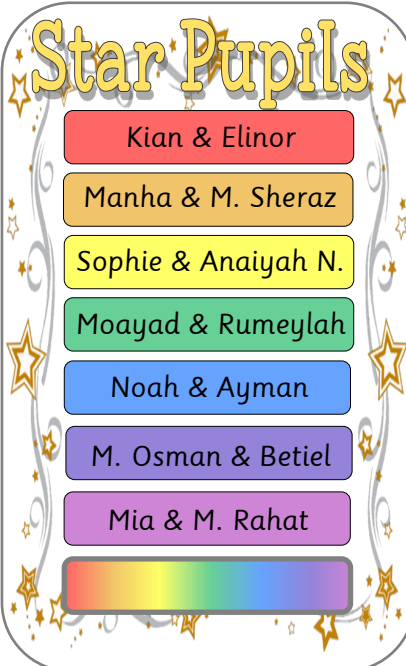 Star Pupils
Kian & Elinor
Manha & M. Sheraz
Sophie & Anaiyah N.
Moayad & Rumeylah
Noah & Ayman
M. Osman & Betiel
Mia & M. Rahat